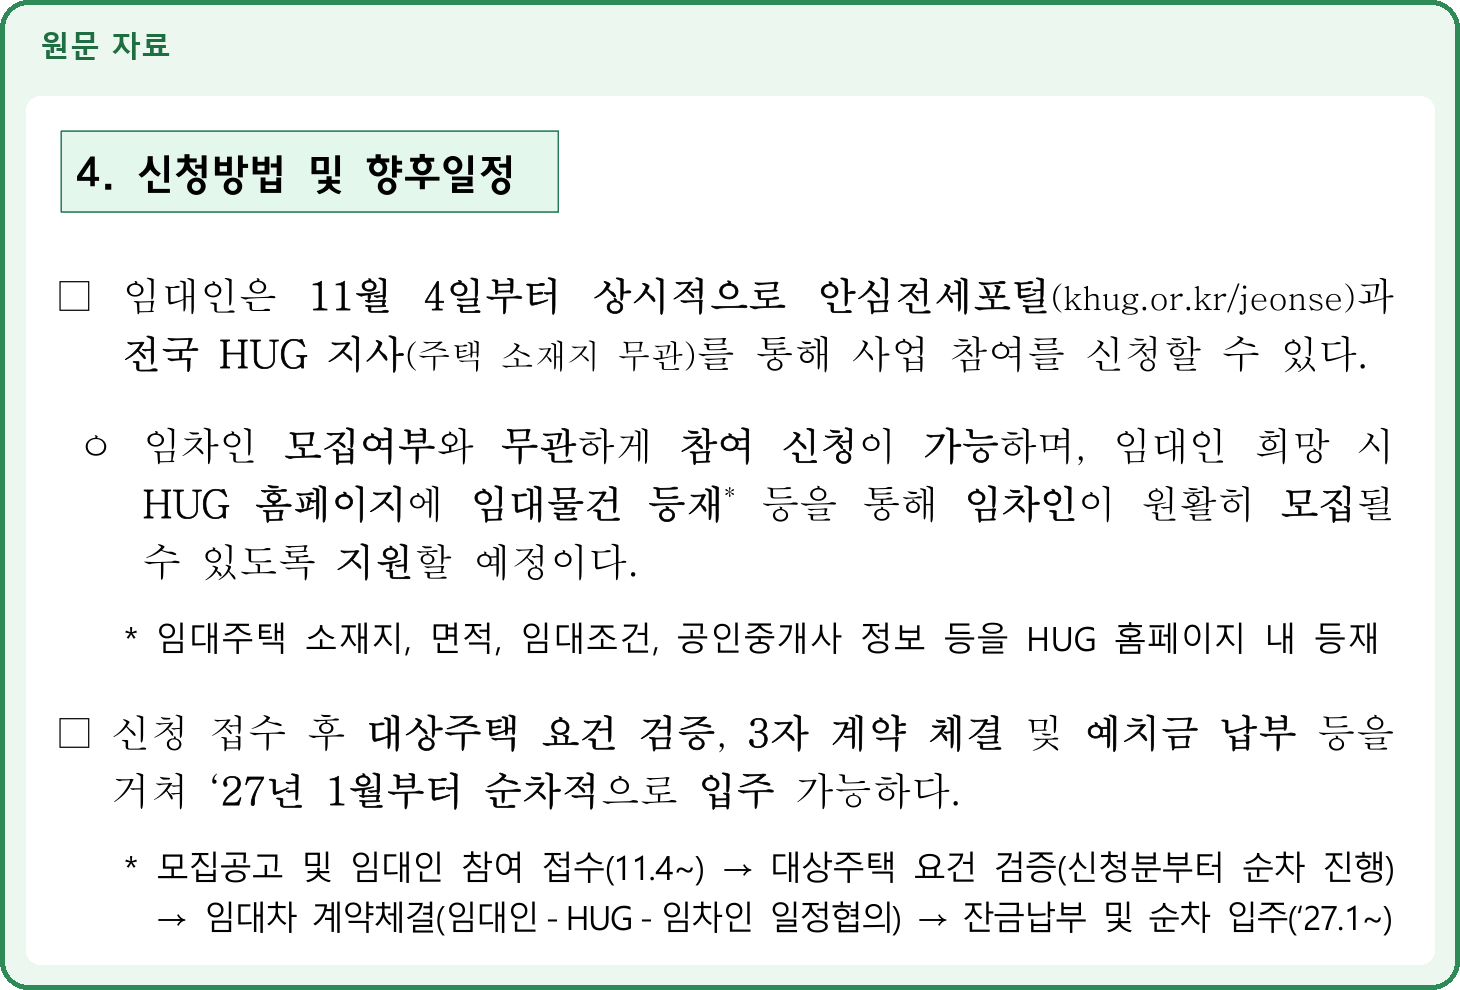 원문 자료
4. 신청방법 및 향후일정
□ 임대인은 11월 4일부터 상시적으로 안심전세포털(khug.or.kr/jeonse)과
전국 HUG 지사(주택 소재지 무관)를 통해 사업 참여를 신청할 수 있다.
ㅇ 임차인 모집여부와 무관하게 참여 신청이 가능하며, 임대인 희망 시
HUG 홈페이지에 임대물건 등재* 등을 통해 임차인이 원활히 모집될
수 있도록 지원할 예정이다.
* 임대주택 소재지, 면적, 임대조건, 공인중개사 정보 등을 HUG 홈페이지 내 등재
□ 신청 접수 후 대상주택 요건 검증, 3자 계약 체결 및 예치금 납부 등을
거쳐 ‘27년 1월부터 순차적으로 입주 가능하다.
* 모집공고 및 임대인 참여 접수(11.4~) → 대상주택 요건 검증(신청분부터 순차 진행)
→ 임대차 계약체결(임대인 - HUG - 임차인 일정협의) → 잔금납부 및 순차 입주(‘27.1~)